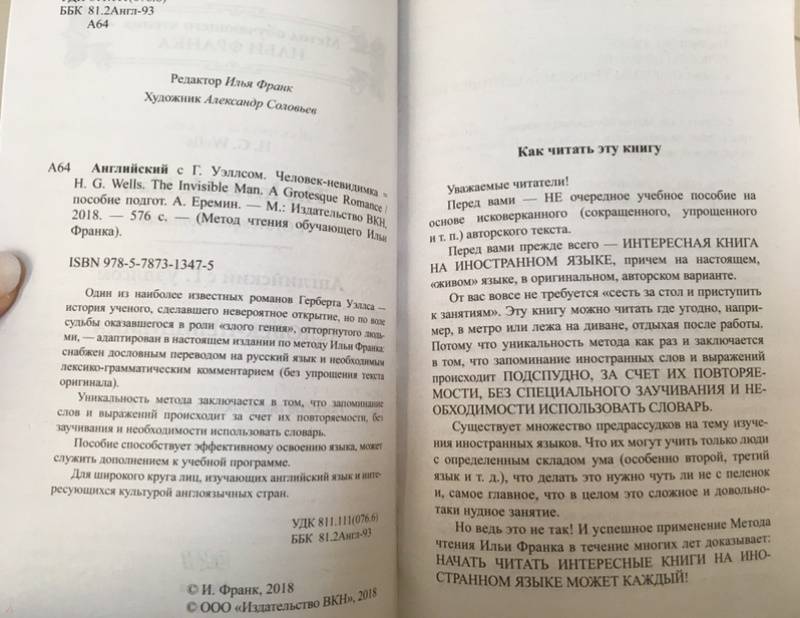 УДК 811.111(076.6)
ББК 81.2Англ-93
А64
Редактор Илья Франк
Художник Александр Соловьев
А64 Английский с Г. Уэллсом. Человек-невидимка =
H. G. Wells. The Invisible Man. A Grotesque Romance /
пособие подгот. А. Еремин. — М.: Издательство ВКН,
2018. — 576 с. — (Метод чтения обучающего Ильи
Франка).
ISBN 978-5-7873-1347-5
Один из наиболее известных романов Герберта Уэллса —
история ученого, сделавшего невероятное открытие, но по воле
судьбы оказавшегося в роли «злого гения», отторгнутого людь-
ми, — адаптирован в настоящем издании по методу Ильи Франка:
снабжен дословным переводом на русский язык и необходимым
лексико-грамматическим комментарием (без упрощения текста
оригинала).
Уникальность метода заключается в том, что запоминание
слов и выражений происходит за счет их повторяемости, без
заучивания и необходимости использовать словарь.
Пособие способствует эффективному освоению языка, может
служить дополнением к учебной программе.
Для широкого круга лиц, изучающих английский язык и инте-
ресующихся культурой англоязычных стран.
УДК 811.111(076.6)
ББК 81.2Англ-93
© И. Франк, 2018
© ООО «Издательство ВКН», 2018
Как читать эту книгу
Уважаемые читатели!
Перед вами — НЕ очередное учебное пособие на
основе исковерканного (сокращенного, упрощенного
и т. п.) авторского текста.
Перед вами прежде всего — ИНТЕРЕСНАЯ КНИГА
НА ИНОСТРАННОМ ЯЗЫКЕ, причем на настоящем,
«живом» языке, в оригинальном, авторском варианте.
От вас вовсе не требуется «сесть за стол и приступить
к занятиям». Эту книгу можно читать где угодно, напри-
мер, в метро или лежа на диване, отдыхая после работы.
Потому что уникальность метода как раз и заключается
в том, что запоминание иностранных слов и выражений
происходит ПОДСПУДНО, ЗА СЧЕТ ИХ ПОВТОРЯЕ-
МОСТИ, БЕЗ СПЕЦИАЛЬНОГО ЗАУЧИВАНИЯ И НЕ-
ОБХОДИМОСТИ ИСПОЛЬЗОВАТЬ СЛОВАРЬ.
Существует множество предрассудков на тему изуче-
ния иностранных языков. Что их могут учить только люди
с определенным складом ума (особенно второй, третий
язык и т. д.), что делать это нужно чуть ли не с пеленок
и, самое главное, что в целом это сложное и довольно-
таки нудное занятие.
Но ведь это не так! И успешное применение Метода
чтения Ильи Франка в течение многих лет доказывает:
НАЧАТЬ ЧИТАТЬ ИНТЕРЕСНЫЕ КНИГИ НА ИНО-
СТРАННОМ ЯЗЫКЕ МОЖЕТ КАЖДЫЙ!